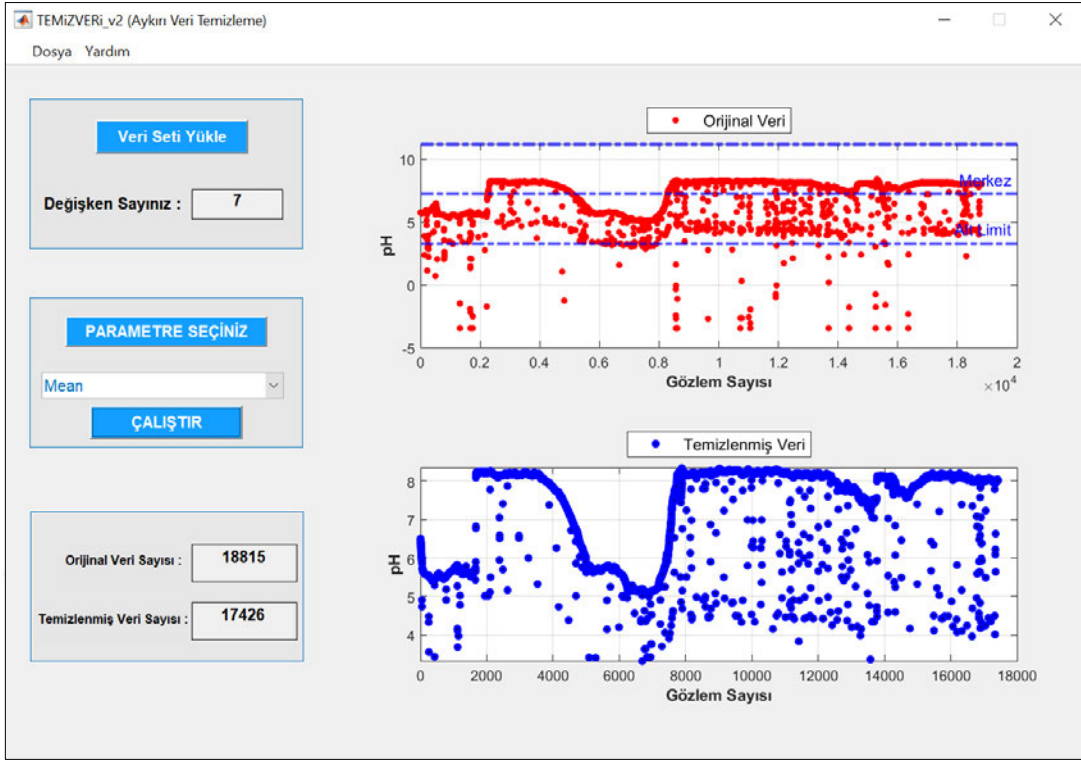 TEMiZVERi_v2 (Aykırı Veri Temizleme)
Dosya Yardım
Veri Seti Yükle
Değişken Sayınız : 7
PARAMETRE SEÇİNİZ
Mean
ÇALIŞTIR
Orijinal Veri Sayısı : 18815
Temizlenmiş Veri Sayısı : 17426
Orijinal Veri
10
5
0
-5
pH
Merkez
Alt Limit
0 0.2 0.4 0.6 0.8 1 1.2 1.4 1.6 1.8 2
Gözlem Sayısı
×10⁴
Temizlenmiş Veri
8
7
6
5
4
pH
0 2000 4000 6000 8000 10000 12000 14000 16000 18000
Gözlem Sayısı